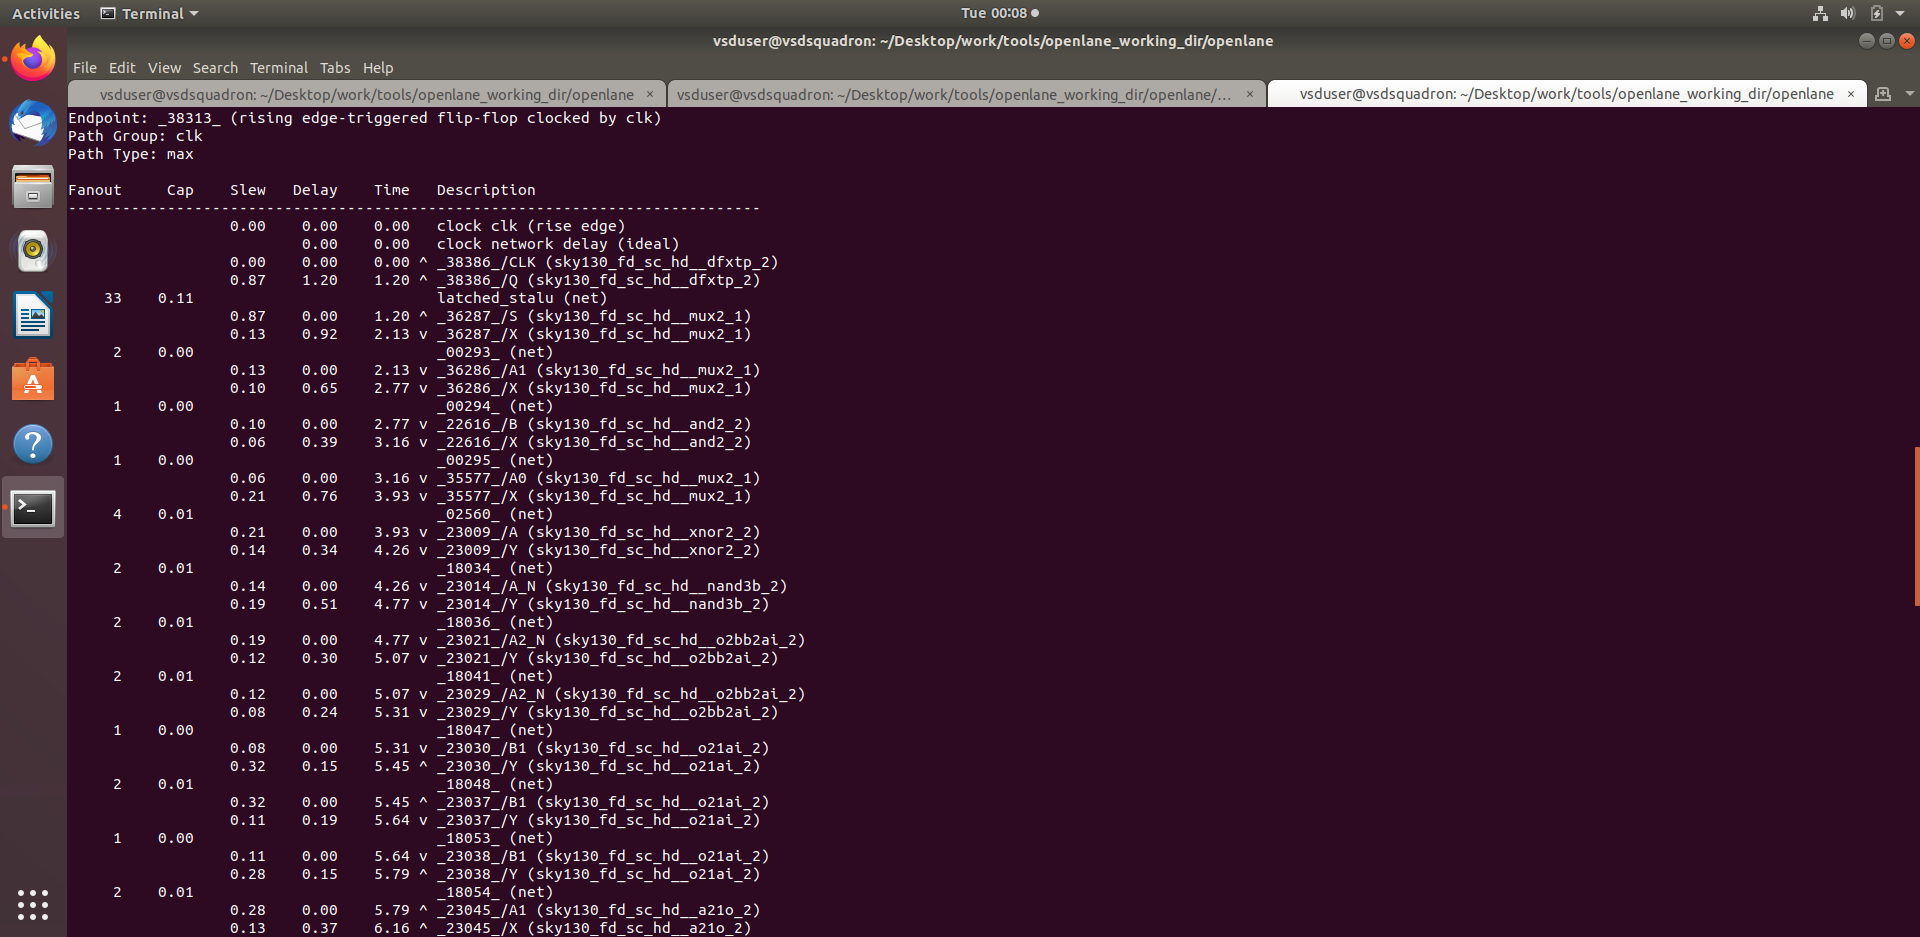 Activities Terminal Tue 00:08
vsduser@vsdsquadron: ~/Desktop/work/tools/openlane_working_dir/openlane
File Edit View Search Terminal Tabs Help
vsduser@vsdsquadron: ~/Desktop/work/tools/openlane_working_dir/openlane × vsduser@vsdsquadron: ~/Desktop/work/tools/openlane_working_dir/openlane/... × vsduser@vsdsquadron: ~/Desktop/work/tools/openlane_working_dir/openlane ×
Endpoint: _38313_ (rising edge-triggered flip-flop clocked by clk)
Path Group: clk
Path Type: max
Fanout     Cap    Slew   Delay    Time   Description
-----------------------------------------------------------------------------
                  0.00    0.00    0.00   clock clk (rise edge)
                          0.00    0.00   clock network delay (ideal)
                  0.00    0.00    0.00 ^ _38386_/CLK (sky130_fd_sc_hd__dfxtp_2)
                  0.87    1.20    1.20 ^ _38386_/Q (sky130_fd_sc_hd__dfxtp_2)
    33    0.11                           latched_stalu (net)
                  0.87    0.00    1.20 ^ _36287_/S (sky130_fd_sc_hd__mux2_1)
                  0.13    0.92    2.13 v _36287_/X (sky130_fd_sc_hd__mux2_1)
     2    0.00                           _00293_ (net)
                  0.13    0.00    2.13 v _36286_/A1 (sky130_fd_sc_hd__mux2_1)
                  0.10    0.65    2.77 v _36286_/X (sky130_fd_sc_hd__mux2_1)
     1    0.00                           _00294_ (net)
                  0.10    0.00    2.77 v _22616_/B (sky130_fd_sc_hd__and2_2)
                  0.06    0.39    3.16 v _22616_/X (sky130_fd_sc_hd__and2_2)
     1    0.00                           _00295_ (net)
                  0.06    0.00    3.16 v _35577_/A0 (sky130_fd_sc_hd__mux2_1)
                  0.21    0.76    3.93 v _35577_/X (sky130_fd_sc_hd__mux2_1)
     4    0.01                           _02560_ (net)
                  0.21    0.00    3.93 v _23009_/A (sky130_fd_sc_hd__xnor2_2)
                  0.14    0.34    4.26 v _23009_/Y (sky130_fd_sc_hd__xnor2_2)
     2    0.01                           _18034_ (net)
                  0.14    0.00    4.26 v _23014_/A_N (sky130_fd_sc_hd__nand3b_2)
                  0.19    0.51    4.77 v _23014_/Y (sky130_fd_sc_hd__nand3b_2)
     2    0.01                           _18036_ (net)
                  0.19    0.00    4.77 v _23021_/A2_N (sky130_fd_sc_hd__o2bb2ai_2)
                  0.12    0.30    5.07 v _23021_/Y (sky130_fd_sc_hd__o2bb2ai_2)
     2    0.01                           _18041_ (net)
                  0.12    0.00    5.07 v _23029_/A2_N (sky130_fd_sc_hd__o2bb2ai_2)
                  0.08    0.24    5.31 v _23029_/Y (sky130_fd_sc_hd__o2bb2ai_2)
     1    0.00                           _18047_ (net)
                  0.08    0.00    5.31 v _23030_/B1 (sky130_fd_sc_hd__o21ai_2)
                  0.32    0.15    5.45 ^ _23030_/Y (sky130_fd_sc_hd__o21ai_2)
     2    0.01                           _18048_ (net)
                  0.32    0.00    5.45 ^ _23037_/B1 (sky130_fd_sc_hd__o21ai_2)
                  0.11    0.19    5.64 v _23037_/Y (sky130_fd_sc_hd__o21ai_2)
     1    0.00                           _18053_ (net)
                  0.11    0.00    5.64 v _23038_/B1 (sky130_fd_sc_hd__o21ai_2)
                  0.28    0.15    5.79 ^ _23038_/Y (sky130_fd_sc_hd__o21ai_2)
     2    0.01                           _18054_ (net)
                  0.28    0.00    5.79 ^ _23045_/A1 (sky130_fd_sc_hd__a21o_2)
                  0.13    0.37    6.16 ^ _23045_/X (sky130_fd_sc_hd__a21o_2)